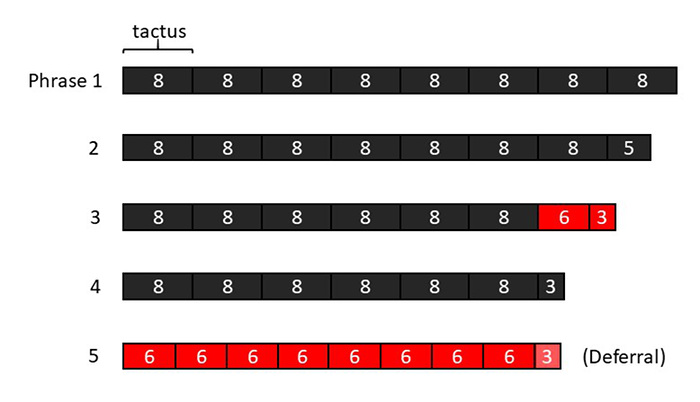 tactus
Phrase 1 8 8 8 8 8 8 8 8
2 8 8 8 8 8 8 8 5
3 8 8 8 8 8 8 6 3
4 8 8 8 8 8 8 3
5 6 6 6 6 6 6 6 6 3 (Deferral)